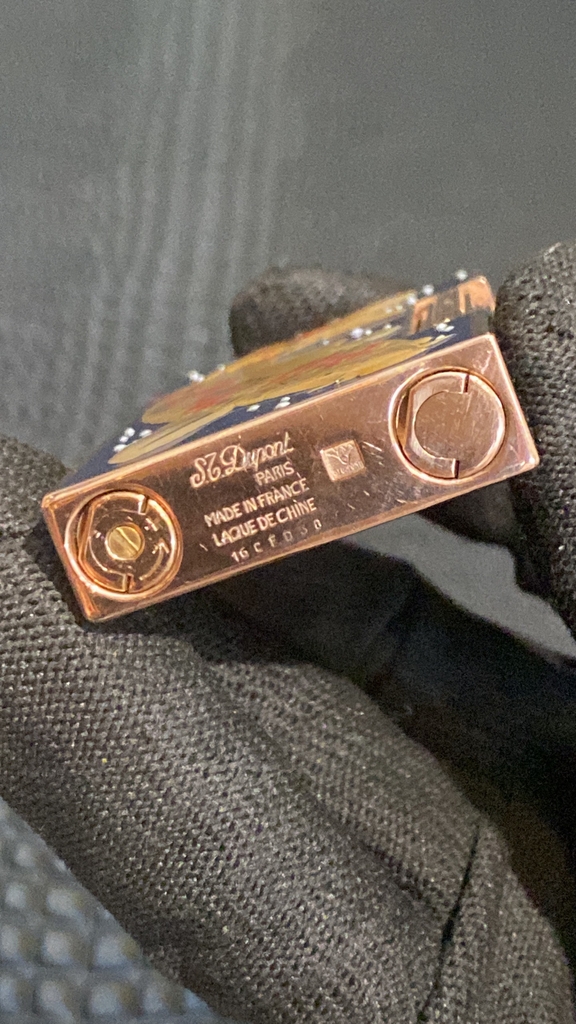 S.T. Dupont
PARIS
MADE IN FRANCE
LAQUE DE CHINE